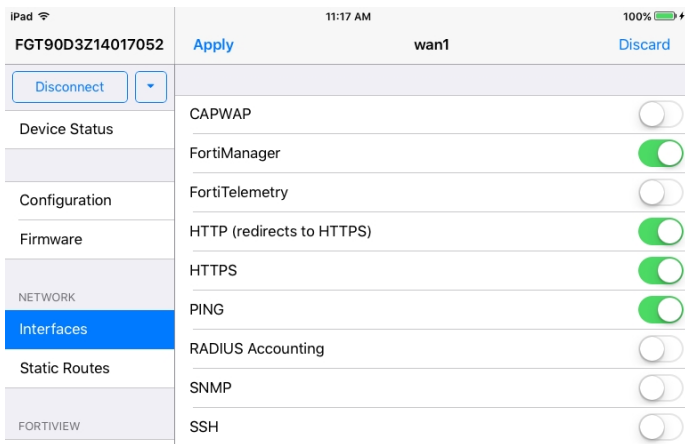 iPad 11:17 AM 100%
FGT90D3Z14017052 Apply wan1 Discard
Disconnect
Device Status
Configuration
Firmware
NETWORK
Interfaces
Static Routes
FORTIVIEW
CAPWAP
FortiManager
FortiTelemetry
HTTP (redirects to HTTPS)
HTTPS
PING
RADIUS Accounting
SNMP
SSH